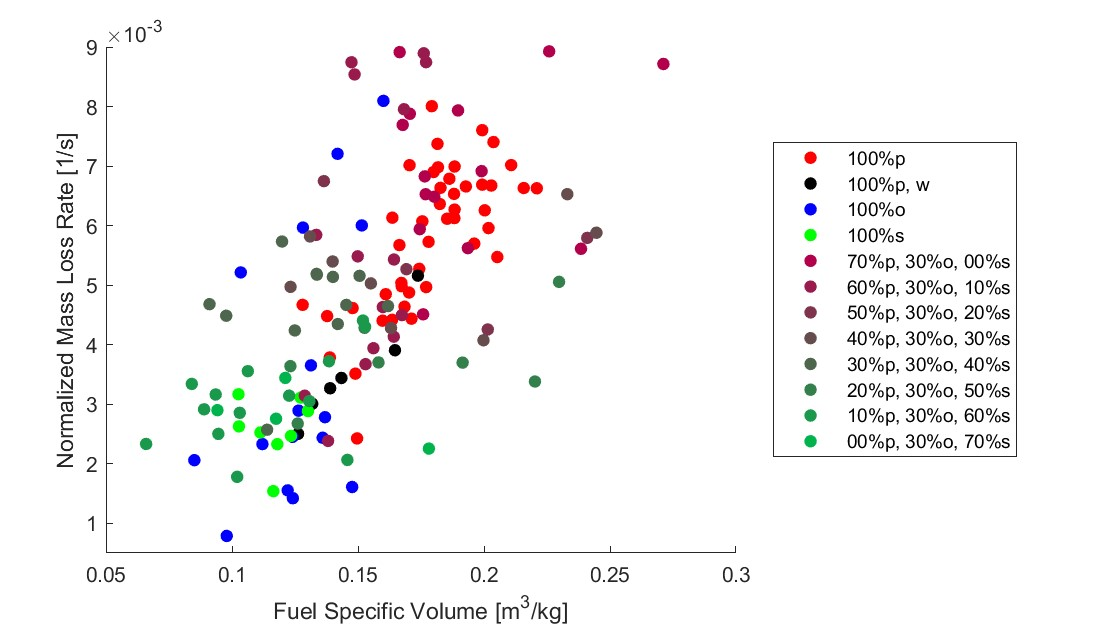 ×10⁻³
9
8
7
6
5
4
3
2
1
Normalized Mass Loss Rate [1/s]
0.05 0.1 0.15 0.2 0.25 0.3
Fuel Specific Volume [m³/kg]
100%p
100%p, w
100%o
100%s
70%p, 30%o, 00%s
60%p, 30%o, 10%s
50%p, 30%o, 20%s
40%p, 30%o, 30%s
30%p, 30%o, 40%s
20%p, 30%o, 50%s
10%p, 30%o, 60%s
00%p, 30%o, 70%s